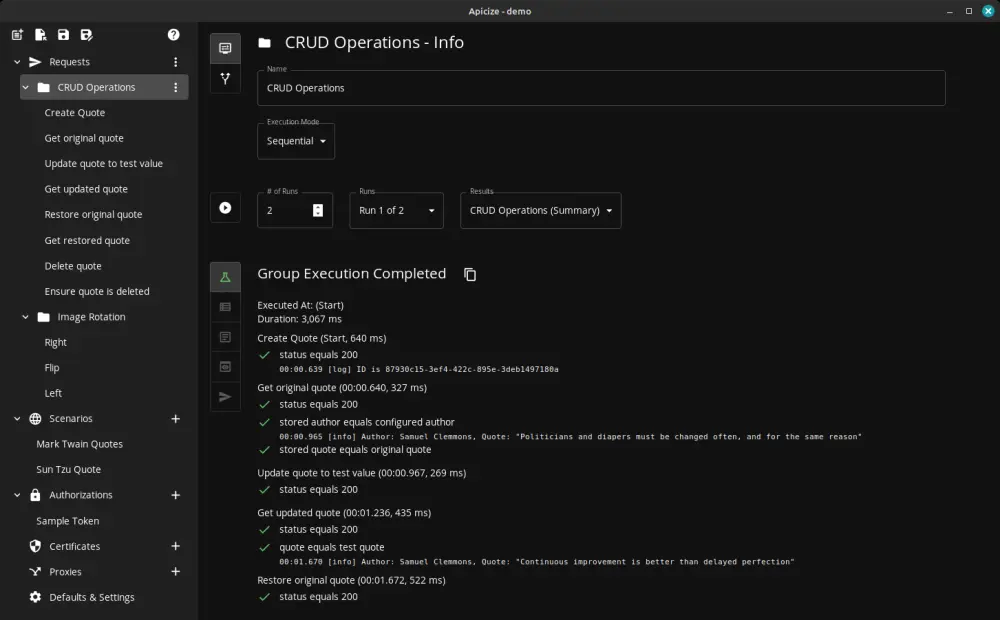 Apicize - demo
Requests
CRUD Operations
Create Quote
Get original quote
Update quote to test value
Get updated quote
Restore original quote
Get restored quote
Delete quote
Ensure quote is deleted
Image Rotation
Right
Flip
Left
Scenarios
Mark Twain Quotes
Sun Tzu Quote
Authorizations
Sample Token
Certificates
Proxies
Defaults & Settings
CRUD Operations - Info
Name
CRUD Operations
Execution Mode
Sequential
# of Runs
2
Runs
Run 1 of 2
Results
CRUD Operations (Summary)
Group Execution Completed
Executed At: (Start)
Duration: 3,067 ms
Create Quote (Start, 640 ms)
status equals 200
00:00.639 [log] ID is 87930c15-3ef4-422c-895e-3deb1497180a
Get original quote (00:00.640, 327 ms)
status equals 200
stored author equals configured author
00:00.965 [info] Author: Samuel Clemmons, Quote: "Politicians and diapers must be changed often, and for the same reason"
stored quote equals original quote
Update quote to test value (00:00.967, 269 ms)
status equals 200
Get updated quote (00:01.236, 435 ms)
status equals 200
quote equals test quote
00:01.670 [info] Author: Samuel Clemmons, Quote: "Continuous improvement is better than delayed perfection"
Restore original quote (00:01.672, 522 ms)
status equals 200